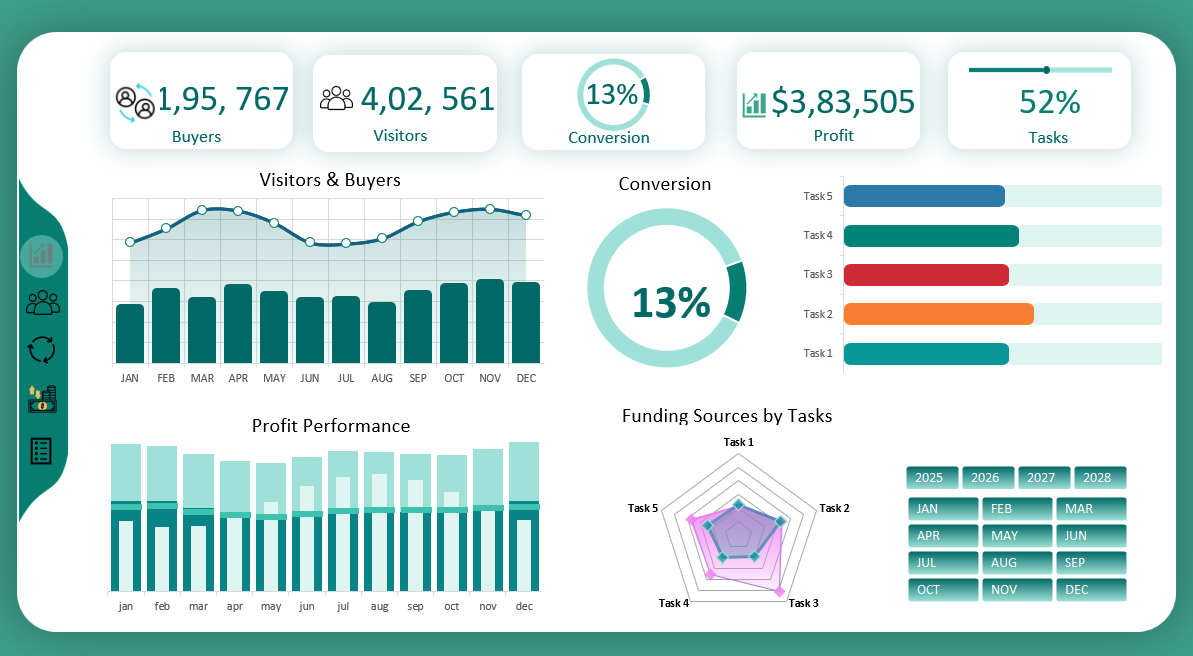 1,95, 767
Buyers
4,02, 561
Visitors
13%
Conversion
$3,83,505
Profit
52%
Tasks
Visitors & Buyers
JAN FEB MAR APR MAY JUN JUL AUG SEP OCT NOV DEC
Conversion
13%
Task 5
Task 4
Task 3
Task 2
Task 1
Profit Performance
jan feb mar apr may jun jul aug sep oct nov dec
Funding Sources by Tasks
Task 1
Task 5 Task 2
Task 4 Task 3
2025 2026 2027 2028
JAN FEB MAR
APR MAY JUN
JUL AUG SEP
OCT NOV DEC